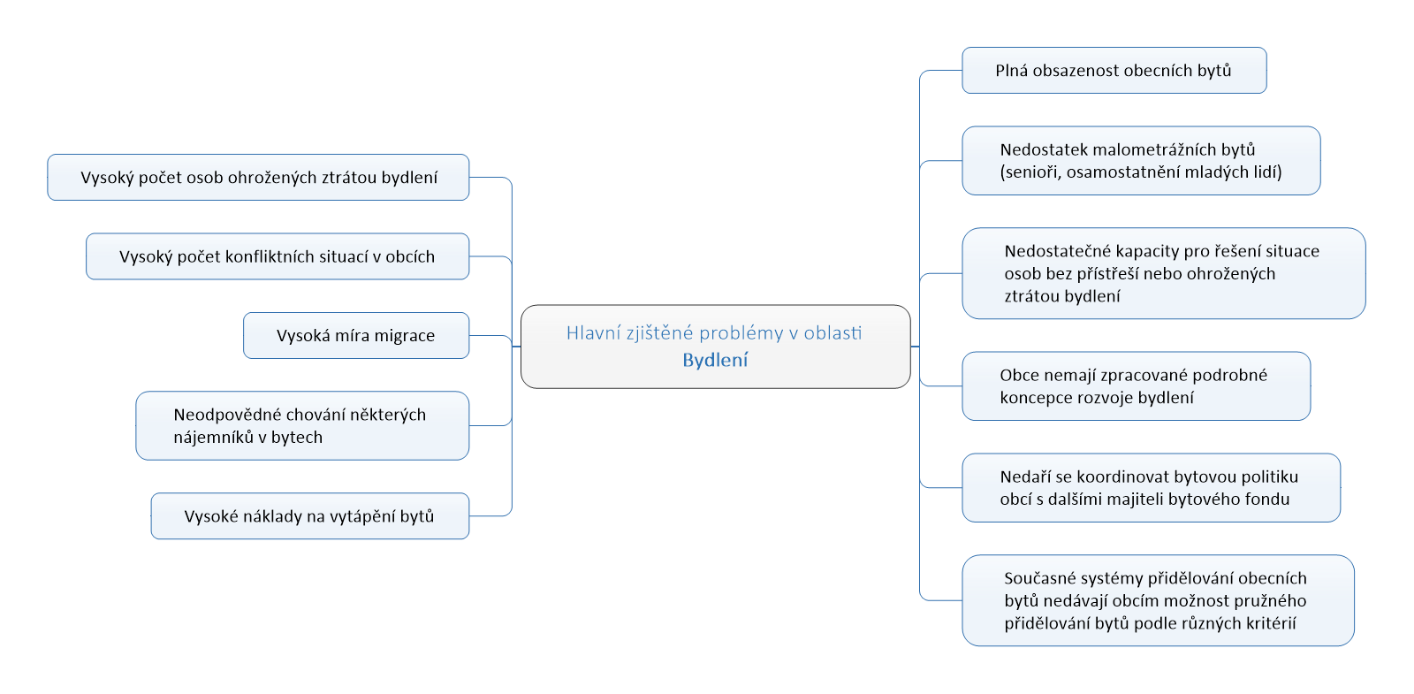 Hlavní zjištěné problémy v oblasti
Bydlení
Vysoký počet osob ohrožených ztrátou bydlení
Vysoký počet konfliktních situací v obcích
Vysoká míra migrace
Neodpovědné chování některých
nájemníků v bytech
Vysoké náklady na vytápění bytů
Plná obsazenost obecních bytů
Nedostatek malometrážních bytů
(senioři, osamostatnění mladých lidí)
Nedostatečné kapacity pro řešení situace
osob bez přístřeší nebo ohrožených
ztrátou bydlení
Obce nemají zpracované podrobné
koncepce rozvoje bydlení
Nedaří se koordinovat bytovou politiku
obcí s dalšími majiteli bytového fondu
Současné systémy přidělování obecních
bytů nedávají obcím možnost pružného
přidělování bytů podle různých kritérií